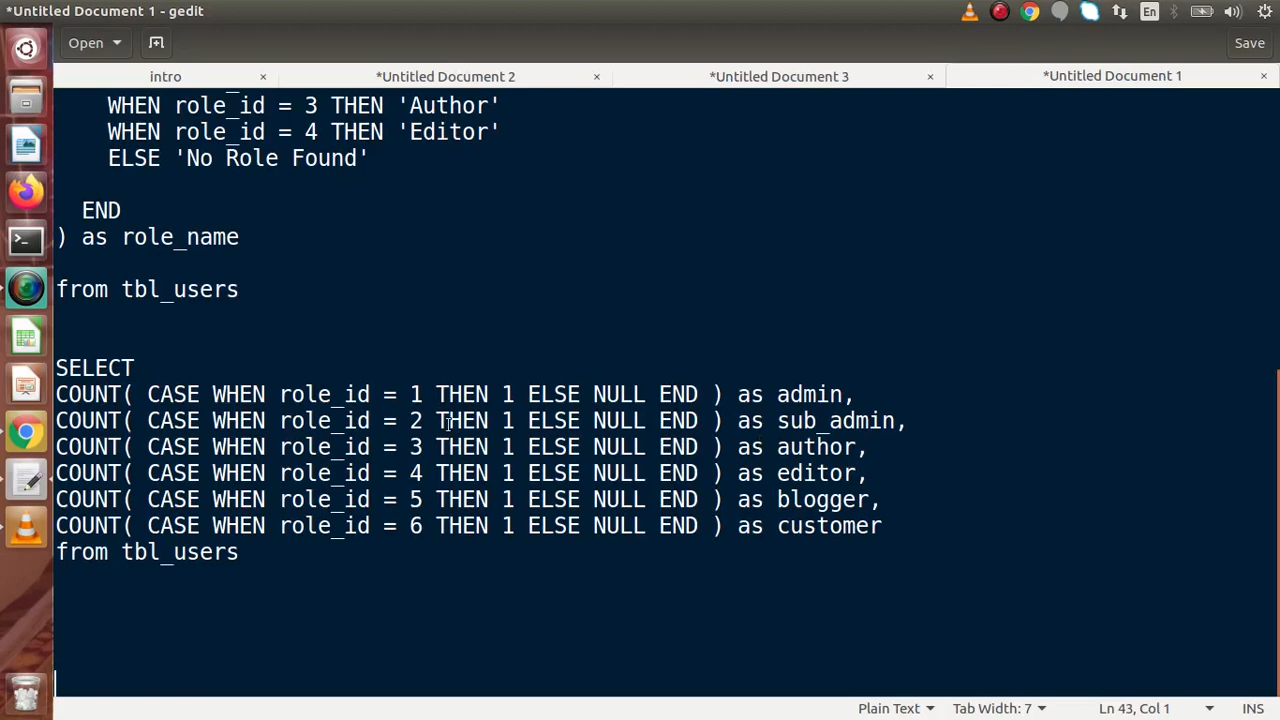 *Untitled Document 1 - gedit
En
Open
Save
intro
*Untitled Document 2
*Untitled Document 3
*Untitled Document 1
WHEN role_id = 3 THEN 'Author'
WHEN role_id = 4 THEN 'Editor'
ELSE 'No Role Found'
END
) as role_name
from tbl_users
SELECT
COUNT( CASE WHEN role_id = 1 THEN 1 ELSE NULL END ) as admin,
COUNT( CASE WHEN role_id = 2 THEN 1 ELSE NULL END ) as sub_admin,
COUNT( CASE WHEN role_id = 3 THEN 1 ELSE NULL END ) as author,
COUNT( CASE WHEN role_id = 4 THEN 1 ELSE NULL END ) as editor,
COUNT( CASE WHEN role_id = 5 THEN 1 ELSE NULL END ) as blogger,
COUNT( CASE WHEN role_id = 6 THEN 1 ELSE NULL END ) as customer
from tbl_users
Plain Text
Tab Width: 7
Ln 43, Col 1
INS